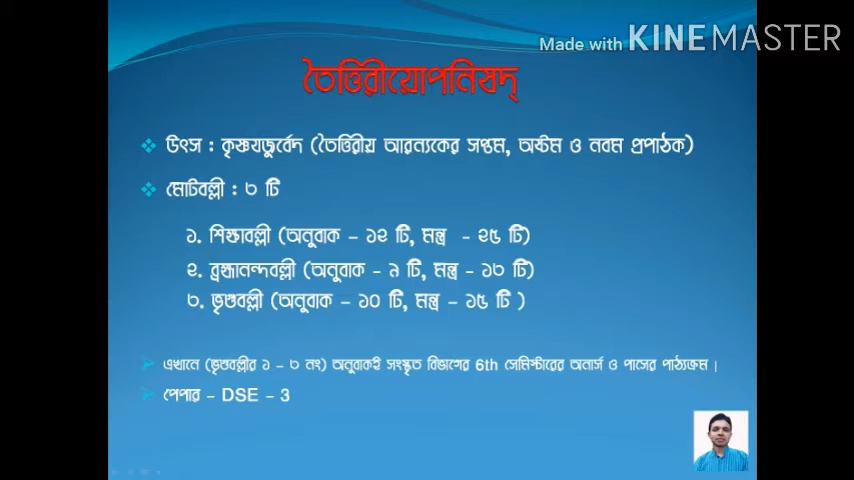 Made with KINEMASTER
তৈত্তিরীয়োপনিষদ্
উৎস : কৃষ্ণযজুর্বেদ (তৈত্তিরীয় আরন্যকের সপ্তম, অষ্টম ও নবম প্রপাঠক)
মোটবল্লী : ৩ টি
১. শিক্ষাবল্লী (অনুবাক – ১২ টি, মন্ত্র - ২৫ টি)
২. ব্রহ্মানন্দবল্লী (অনুবাক – ৯ টি, মন্ত্র – ১৩ টি)
৩. ভৃগুবল্লী (অনুবাক – ১০ টি, মন্ত্র – ১৫ টি )
এখানে (ভৃগুবল্লীর ১ – ৩ নং) অনুবাকই সংস্কৃত বিভাগের 6th সেমিস্টারের অনার্স ও পাসের পাঠ্যক্রম।
পেপার – DSE – 3